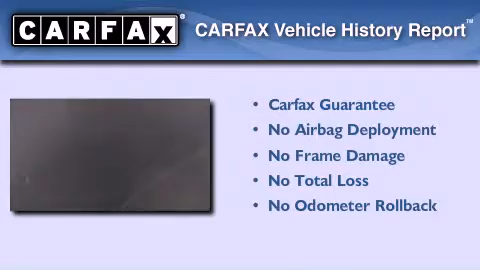 CARFAX® CARFAX Vehicle History Report™
• Carfax Guarantee
• No Airbag Deployment
• No Frame Damage
• No Total Loss
• No Odometer Rollback